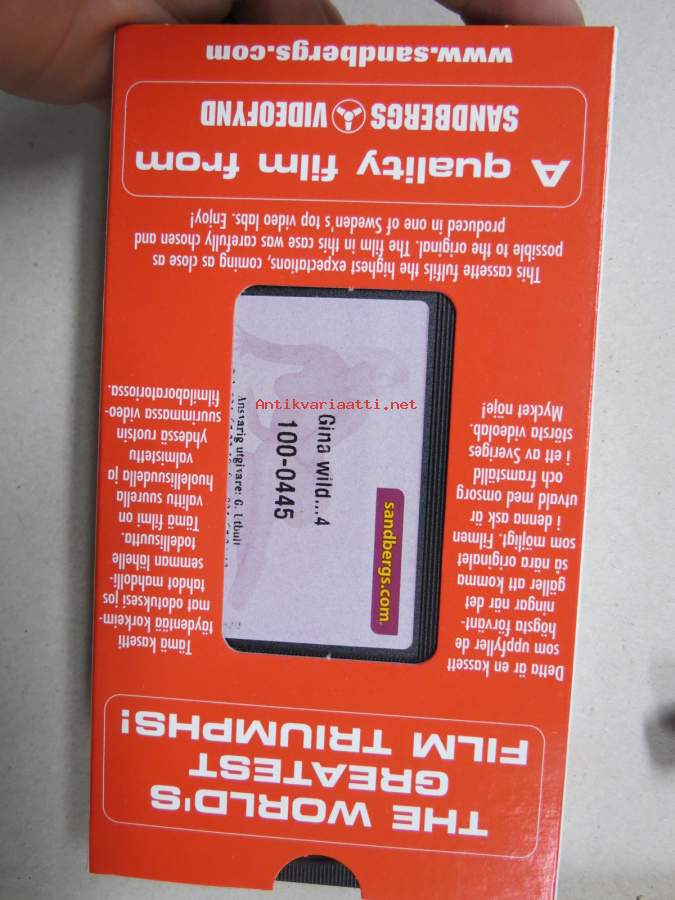 THE WORLD'S
GREATEST
FILM TRIUMPHS!
Detta är en kassett
som uppfyller de
högsta förvänt-
ningar när det
gäller att komma
så nära originalet
som möjligt. Filmen
i denna ask är
utvald med omsorg
och framställd
i ett av Sveriges
största videolab.
Mycket nöje!
sandbergs.com
Gina wild...4
100-0445
Ansvarig utgivare: G. Utbult
Tämä kasetti
täydentää korkeim-
mat odotuksesi jos
tahdot mahdolli-
semman lähelle
todellisuutta.
Tämä filmi on
valittu suurella
huolellisuudella ja
valmistettu
yhdessä ruotsin
suurimmassa video-
filmilaboratoriossa.
This cassette fulfils the highest expectations, coming as close as
possible to the original. The film in this case was carefully chosen and
produced in one of Sweden's top video labs. Enjoy!
A quality film from
SANDBERGS VIDEOFYND
www.sandbergs.com
Antikvariaatti.net